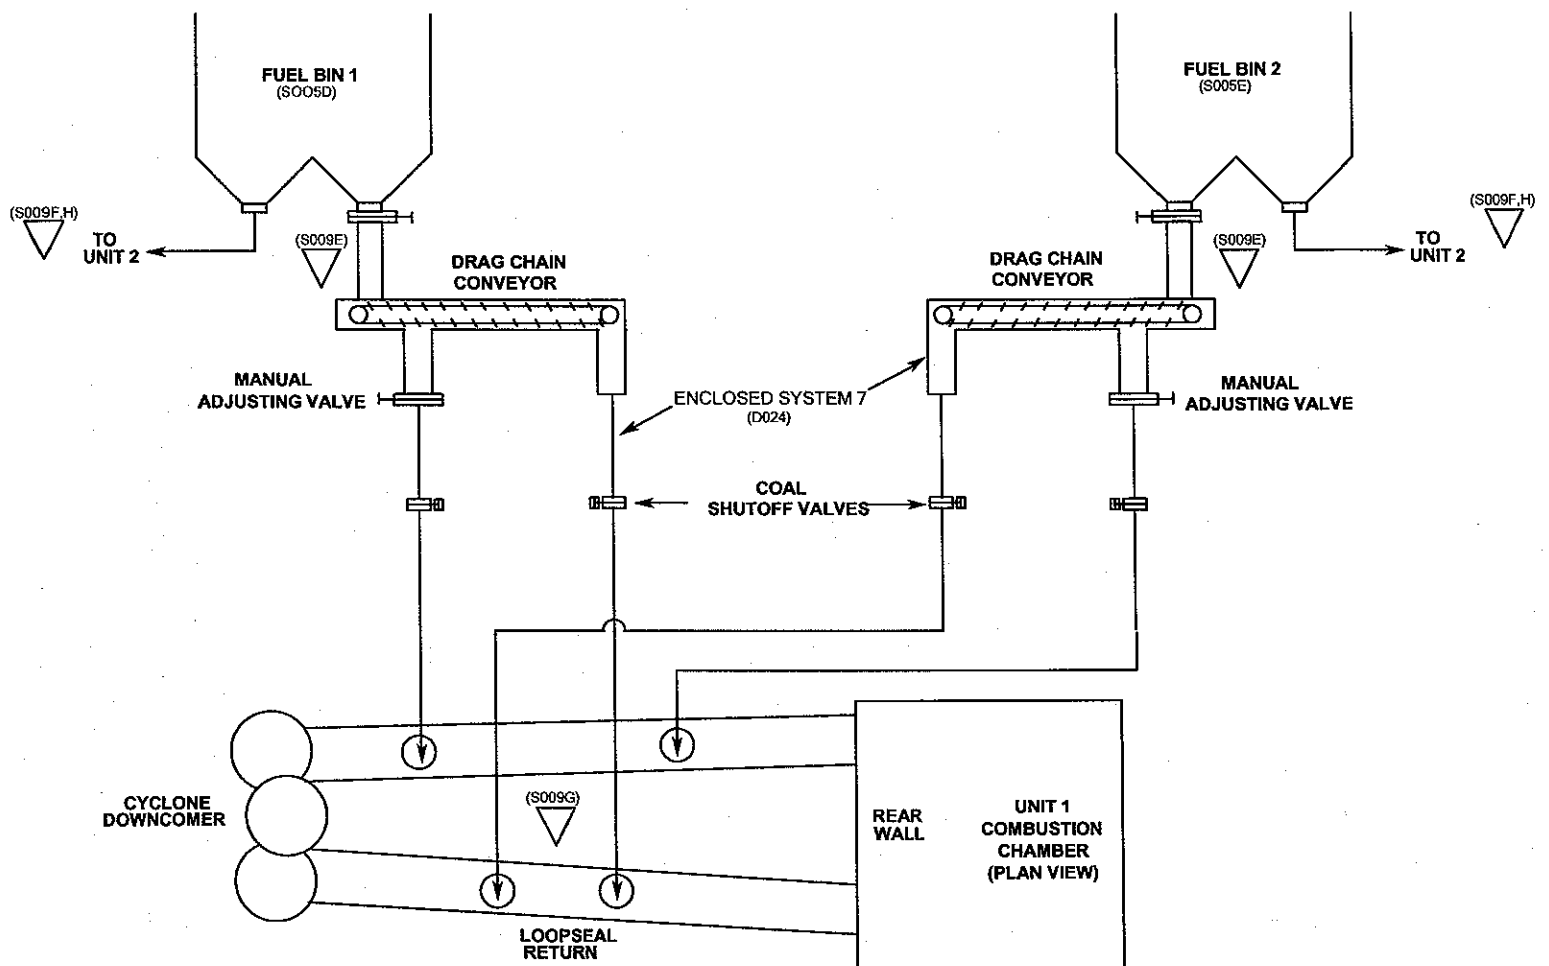 FUEL BIN 1
(SOO5D)
FUEL BIN 2
(S005E)
(S009F,H)
TO
UNIT 2
(S009E)
DRAG CHAIN
CONVEYOR
DRAG CHAIN
CONVEYOR
(S009E)
TO
UNIT 2
(S009F,H)
MANUAL
ADJUSTING VALVE
ENCLOSED SYSTEM 7
(D024)
MANUAL
ADJUSTING VALVE
COAL
SHUTOFF VALVES
CYCLONE
DOWNCOMER
(S009G)
REAR
WALL
UNIT 1
COMBUSTION
CHAMBER
(PLAN VIEW)
LOOPSEAL
RETURN